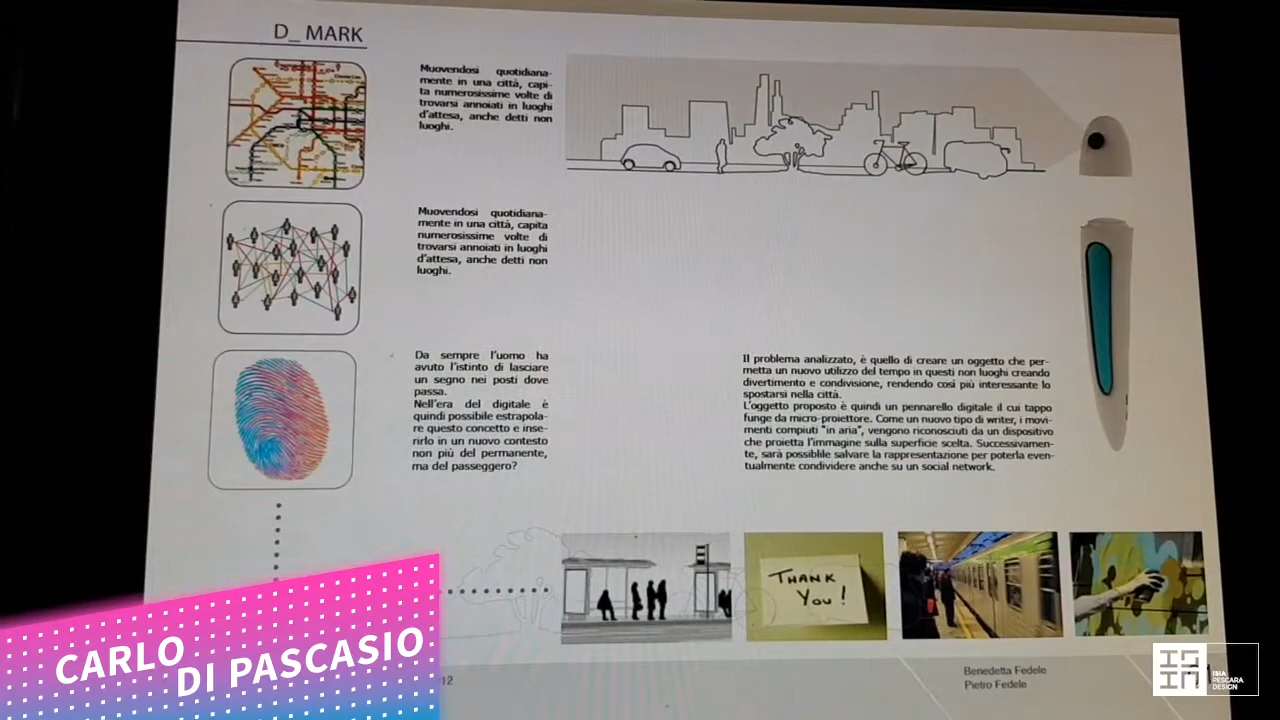 D_ MARK
Muovendosi quotidiana-
mente in una città, capi-
ta numerosissime volte di
trovarsi annoiati in luoghi
d'attesa, anche detti non
luoghi.
Muovendosi quotidiana-
mente in una città, capita
numerosissime volte di
trovarsi annoiati in luoghi
d'attesa, anche detti non
luoghi.
Da sempre l'uomo ha
avuto l'istinto di lasciare
un segno nei posti dove
passa.
Nell'era del digitale è
quindi possibile estrapola-
re questo concetto e inse-
rirlo in un nuovo contesto
non più del permanente,
ma del passeggero?
Il problema analizzato, è quello di creare un oggetto che per-
metta un nuovo utilizzo del tempo in questi non luoghi creando
divertimento e condivisione, rendendo così più interessante lo
spostarsi nella città.
L'oggetto proposto è quindi un pennarello digitale il cui tappo
funge da micro-proiettore. Come un nuovo tipo di writer, i movi-
menti compiuti "in aria", vengono riconosciuti da un dispositivo
che proietta l'immagine sulla superficie scelta. Successivamen-
te, sarà possiblile salvare la rappresentazione per poterla even-
tualmente condividere anche su un social network.
THANK
YOU!
CARLO
DI PASCASIO
12
Benedetta Fedele
Pietro Fedele
ISIA
PESCARA
DESIGN